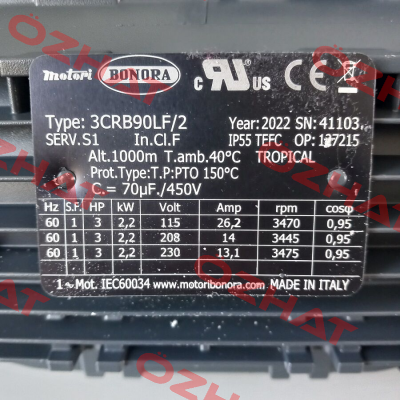 motori BONORA c RU US CE
Type: 3CRB90LF/2 Year: 2022 SN: 41103
SERV.S1 In.Cl.F IP55 TEFC OP: 127215
Alt.1000m T.amb.40°C TROPICAL
Prot.Type:T.P:PTO 150°C
C.= 70µF./450V
Hz S.F. HP kW Volt Amp rpm cosφ
60 1 3 2,2 115 26,2 3470 0,95
60 1 3 2,2 208 14 3445 0,95
60 1 3 2,2 230 13,1 3475 0,95
1~ Mot. IEC60034 www.motoribonora.com MADE IN ITALY
OZHAT